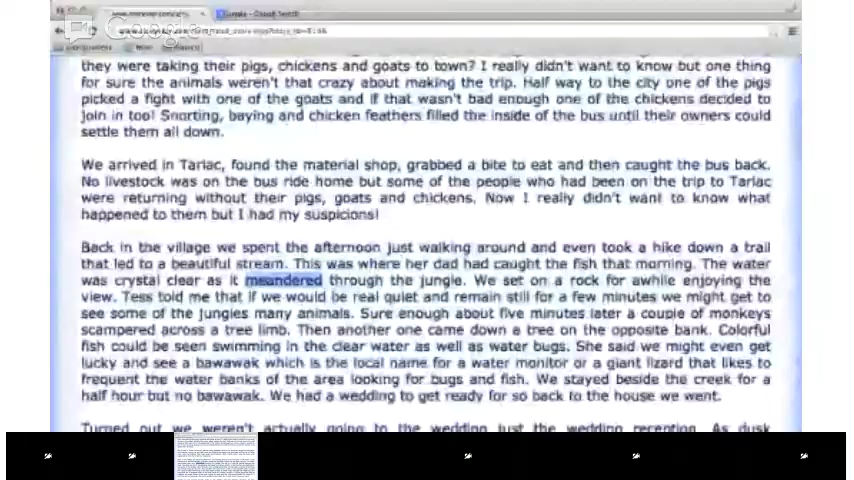 Google
they were taking their pigs, chickens and goats to town? I really didn't want to know but one thing
for sure the animals weren't that crazy about making the trip. Half way to the city one of the pigs
picked a fight with one of the goats and if that wasn't bad enough one of the chickens decided to
join in too! Snorting, baying and chicken feathers filled the inside of the bus until their owners could
settle them all down.
We arrived in Tarlac, found the material shop, grabbed a bite to eat and then caught the bus back.
No livestock was on the bus ride home but some of the people who had been on the trip to Tarlac
were returning without their pigs, goats and chickens. Now I really didn't want to know what
happened to them but I had my suspicions!
Back in the village we spent the afternoon just walking around and even took a hike down a trail
that led to a beautiful stream. This was where her dad had caught the fish that morning. The water
was crystal clear as it meandered through the jungle. We set on a rock for awhile enjoying the
view. Tess told me that if we would be real quiet and remain still for a few minutes we might get to
see some of the jungles many animals. Sure enough about five minutes later a couple of monkeys
scampered across a tree limb. Then another one came down a tree on the opposite bank. Colorful
fish could be seen swimming in the clear water as well as water bugs. She said we might even get
lucky and see a bawawak which is the local name for a water monitor or a giant lizard that likes to
frequent the water banks of the area looking for bugs and fish. We stayed beside the creek for a
half hour but no bawawak. We had a wedding to get ready for so back to the house we went.
Turned out we weren't actually going to the wedding just the wedding reception. As dusk